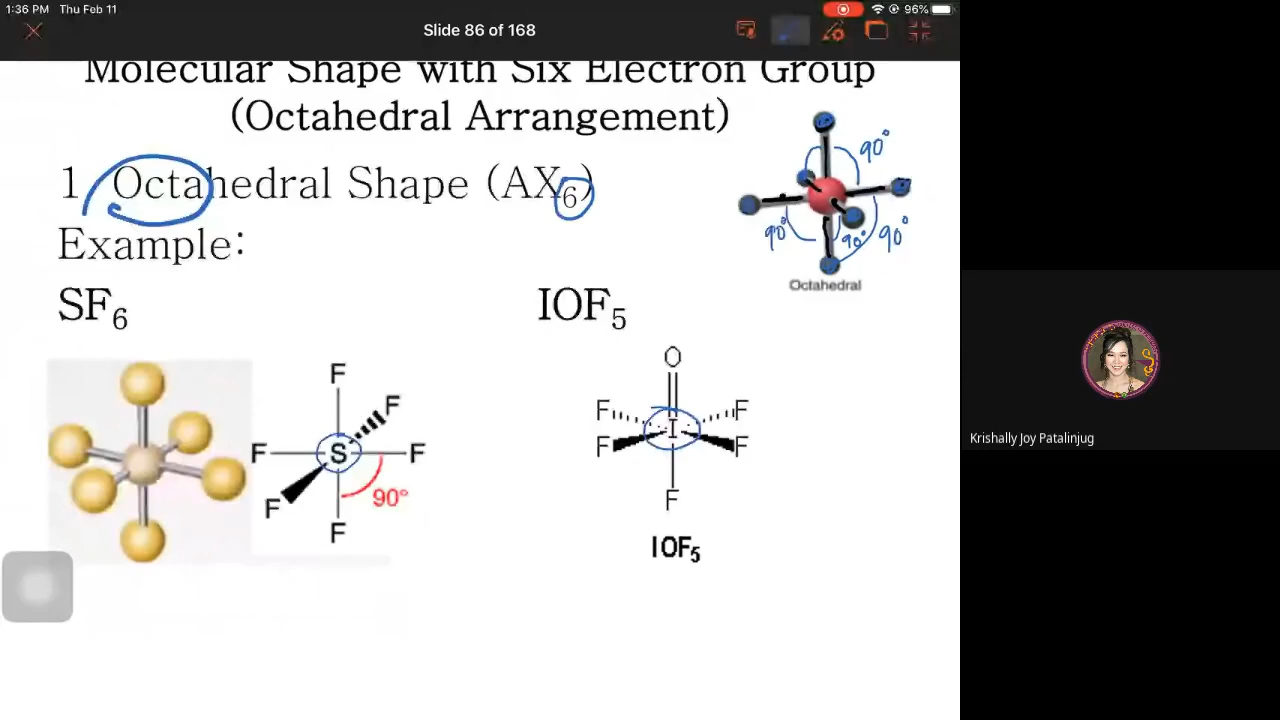 1:36 PM Thu Feb 11
96%
Slide 86 of 168
Molecular Shape with Six Electron Group
(Octahedral Arrangement)
1. Octahedral Shape (AX6)
Example:
SF6
IOF5
90°
90°
90°
90°
Octahedral
F
F
F
S
F
F
90°
F
O
F
F
I
F
F
F
IOF5
Krishally Joy Patalinjug